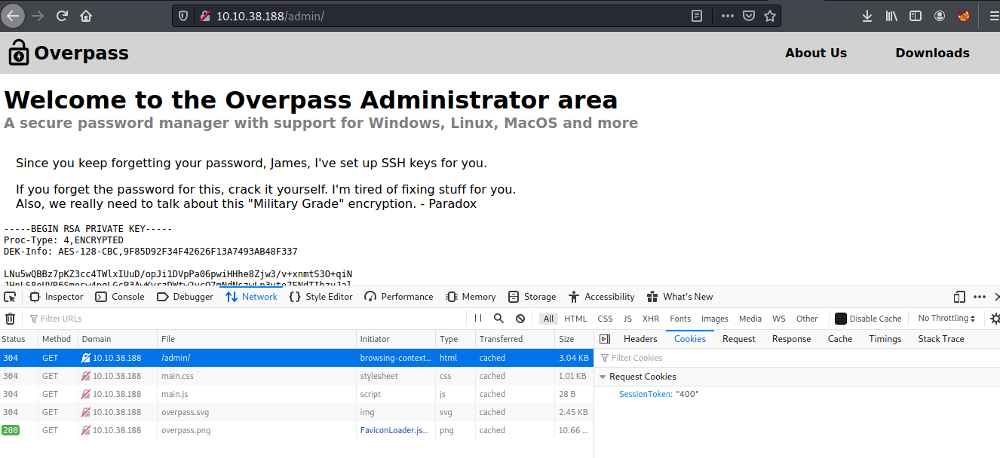 10.10.38.188/admin/
Overpass
About Us
Downloads
Welcome to the Overpass Administrator area
A secure password manager with support for Windows, Linux, MacOS and more
Since you keep forgetting your password, James, I've set up SSH keys for you.
If you forget the password for this, crack it yourself. I'm tired of fixing stuff for you.
Also, we really need to talk about this "Military Grade" encryption. - Paradox
-----BEGIN RSA PRIVATE KEY-----
Proc-Type: 4,ENCRYPTED
DEK-Info: AES-128-CBC,9F85D92F34F42626F13A7493AB48F337
LNu5wQBBz7pKZ3cc4TWlxIUuD/opJi1DVpPa06pwiHHhe8Zjw3/v+xnmtS3O+qiN
Inspector Console Debugger Network Style Editor Performance Memory Storage Accessibility What's New
Filter URLs All HTML CSS JS XHR Fonts Images Media WS Other Disable Cache No Throttling
Status Method Domain File Initiator Type Transferred Size
304 GET 10.10.38.188 /admin/ browsing-context... html cached 3.04 KB
304 GET 10.10.38.188 main.css stylesheet css cached 1.01 KB
304 GET 10.10.38.188 main.js script js cached 28 B
304 GET 10.10.38.188 overpass.svg img svg cached 2.45 KB
200 GET 10.10.38.188 overpass.png FaviconLoader.js... png cached 10.66 ...
Headers Cookies Request Response Cache Timings Stack Trace
Filter Cookies
Request Cookies
SessionToken: "400"